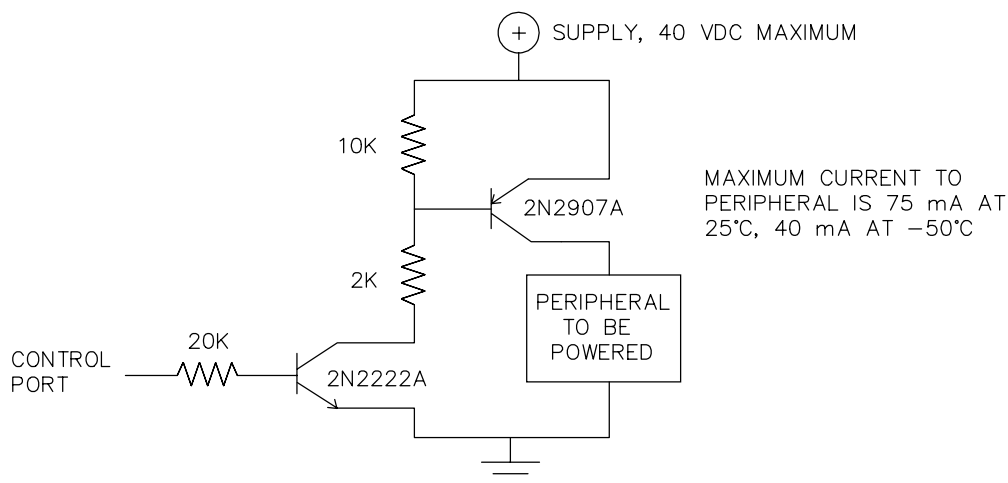 + SUPPLY, 40 VDC MAXIMUM
10K
MAXIMUM CURRENT TO
PERIPHERAL IS 75 mA AT
25°C, 40 mA AT −50°C
2N2907A
2K
PERIPHERAL
TO BE
POWERED
20K
CONTROL
PORT
2N2222A